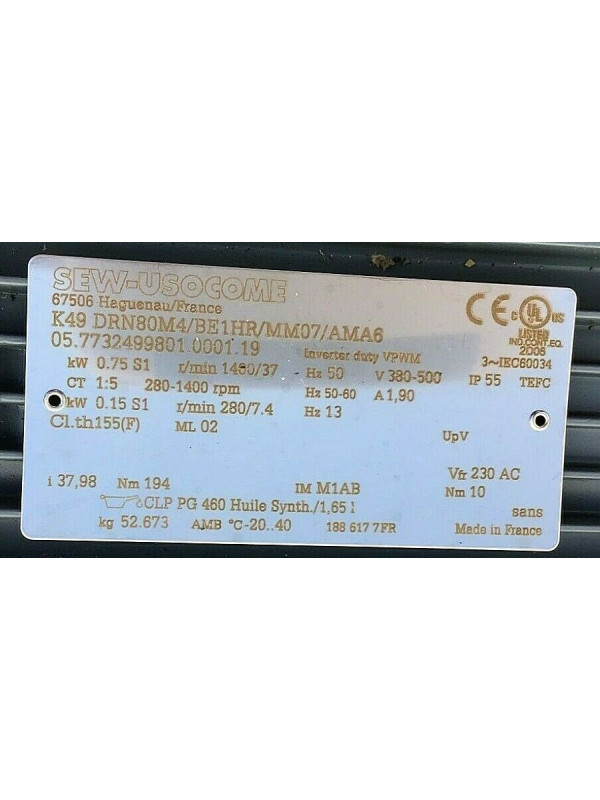 SEW-USOCOME
67506 Haguenau/France
CE c UL US LISTED
IND.CONT.EQ.
2D06
K49 DRN80M4/BE1HR/MM07/AMA6
05.7732499801.0001.19 Inverter duty VPWM 3~IEC60034
kW 0.75 S1 r/min 1400/37 Hz 50 V 380-500 IP 55 TEFC
CT 1:5 280-1400 rpm Hz 50-60 A 1,90
kW 0.15 S1 r/min 280/7.4 Hz 13
Cl.th155(F) ML 02 UpV
i 37,98 Nm 194 IM M1AB Vfr 230 AC
Nm 10
CLP PG 460 Huile Synth./1,65 l sans
kg 52.673 AMB °C-20..40 188 617 7FR Made in France